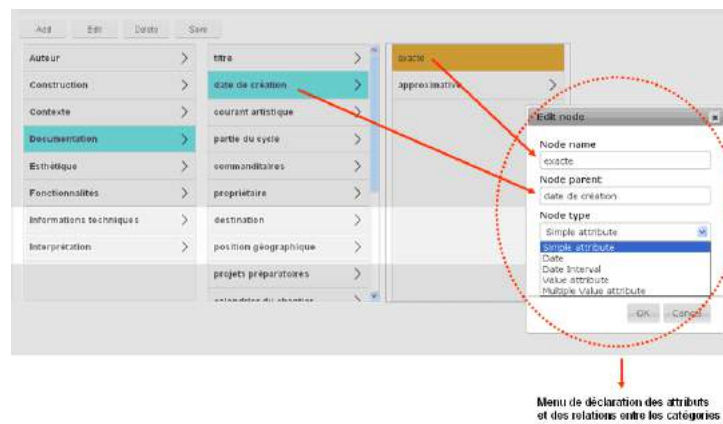 Add Edit Delete Save
Auteur
Construction
Contexte
Documentation
Esthétique
Fonctionnalités
Informations techniques
Interprétation
titre
date de création
courant artistique
partie du cycle
commanditaires
propriétaire
destination
position géographique
projets préparatoires
calendrier du chantier
exacte
approximative
Edit node
Node name
exacte
Node parent
date de création
Node type
Simple attribute
Simple attribute
Date
Date Interval
Value attribute
Multiple Value attribute
OK Cancel
Menu de déclaration des attributs
et des relations entre les catégories